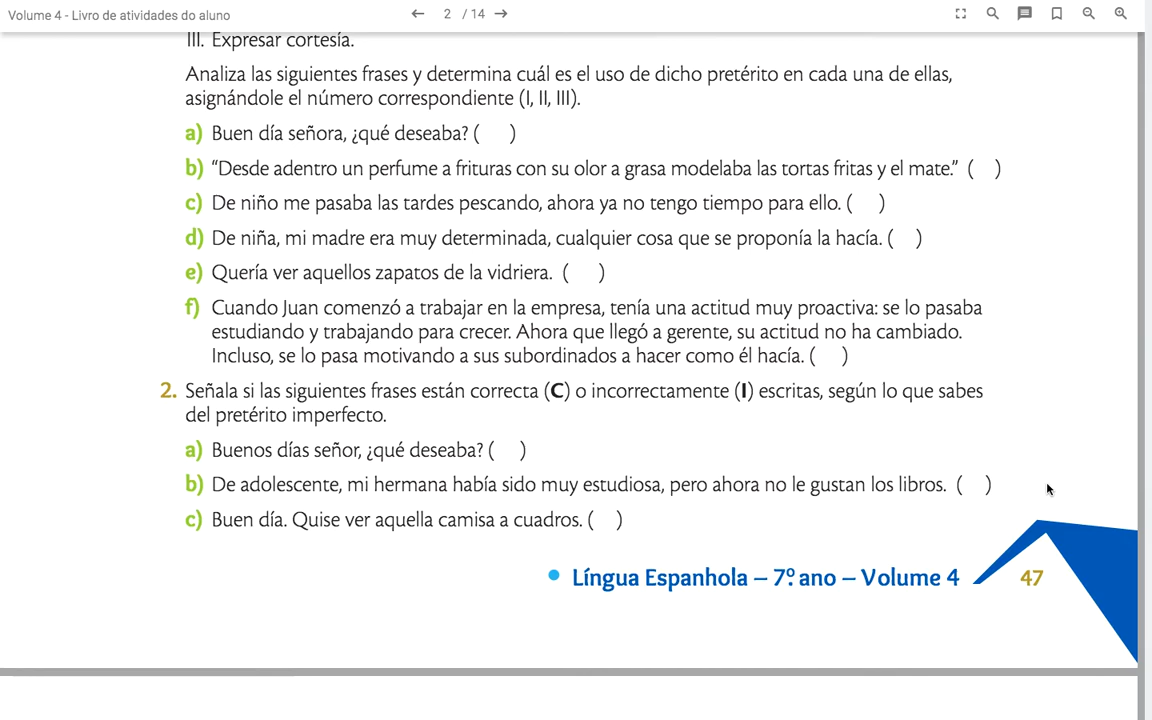 Volume 4 - Livro de atividades do aluno
2 / 14
III. Expresar cortesía.
Analiza las siguientes frases y determina cuál es el uso de dicho pretérito en cada una de ellas,
asignándole el número correspondiente (I, II, III).
a) Buen día señora, ¿qué deseaba? ( )
b) “Desde adentro un perfume a frituras con su olor a grasa modelaba las tortas fritas y el mate.” ( )
c) De niño me pasaba las tardes pescando, ahora ya no tengo tiempo para ello. ( )
d) De niña, mi madre era muy determinada, cualquier cosa que se proponía la hacía. ( )
e) Quería ver aquellos zapatos de la vidriera. ( )
f) Cuando Juan comenzó a trabajar en la empresa, tenía una actitud muy proactiva: se lo pasaba
estudiando y trabajando para crecer. Ahora que llegó a gerente, su actitud no ha cambiado.
Incluso, se lo pasa motivando a sus subordinados a hacer como él hacía. ( )
2. Señala si las siguientes frases están correcta (C) o incorrectamente (I) escritas, según lo que sabes
del pretérito imperfecto.
a) Buenos días señor, ¿qué deseaba? ( )
b) De adolescente, mi hermana había sido muy estudiosa, pero ahora no le gustan los libros. ( )
c) Buen día. Quise ver aquella camisa a cuadros. ( )
Língua Espanhola – 7º. ano – Volume 4 47